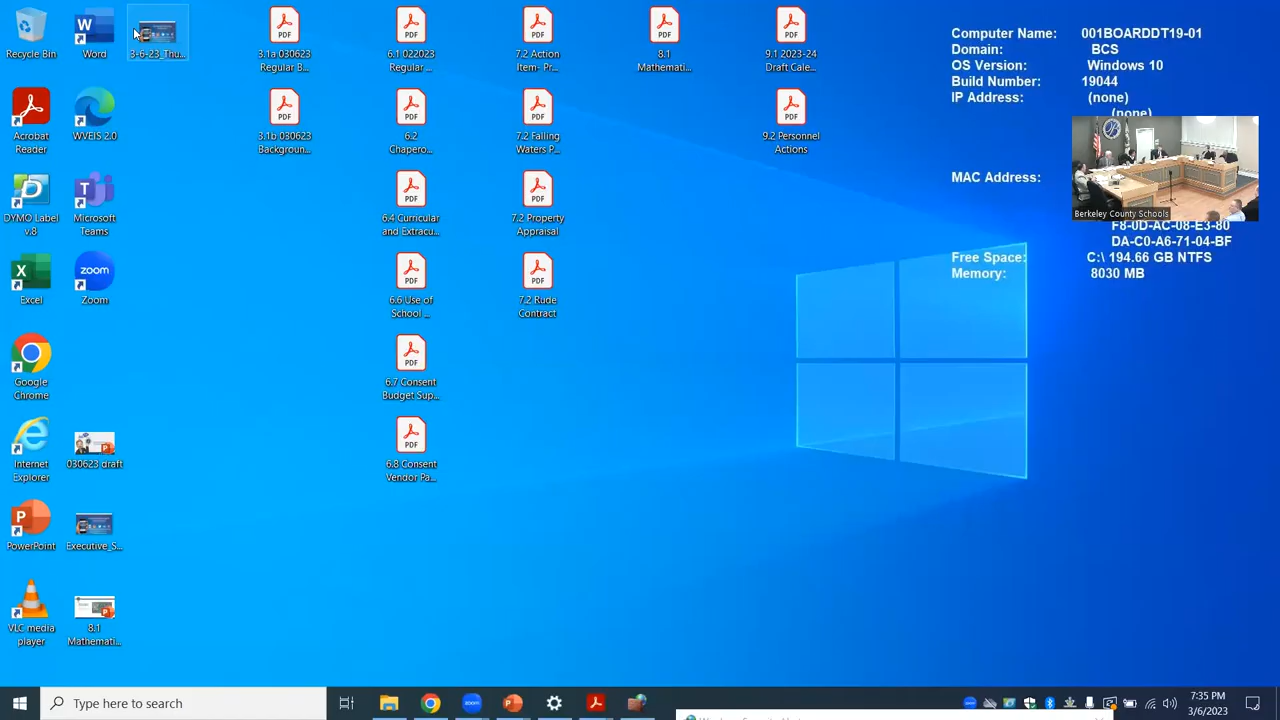 Recycle Bin
Word
3-6-23_Thu...
3.1a 030623
Regular B...
6.1 022023
Regular ...
7.2 Action
Item- Pr...
8.1
Mathemati...
9.1 2023-24
Draft Cale...
Computer Name: 001BOARDDT19-01
Domain: BCS
OS Version: Windows 10
Build Number: 19044
IP Address: (none)
(none)
MAC Address:
F8-0D-AC-08-E3-80
DA-C0-A6-71-04-BF
Free Space: C:\ 194.66 GB NTFS
Memory: 8030 MB
Berkeley County Schools
Acrobat
Reader
WVEIS 2.0
3.1b 030623
Backgroun...
6.2
Chapero...
7.2 Falling
Waters P...
9.2 Personnel
Actions
DYMO Label
v.8
Microsoft
Teams
6.4 Curricular
and Extracu...
7.2 Property
Appraisal
Excel
Zoom
6.6 Use of
School ...
7.2 Rude
Contract
Google
Chrome
6.7 Consent
Budget Sup...
Internet
Explorer
030623 draft
6.8 Consent
Vendor Pa...
PowerPoint
Executive_S...
VLC media
player
8.1
Mathemati...
Type here to search
7:35 PM
3/6/2023